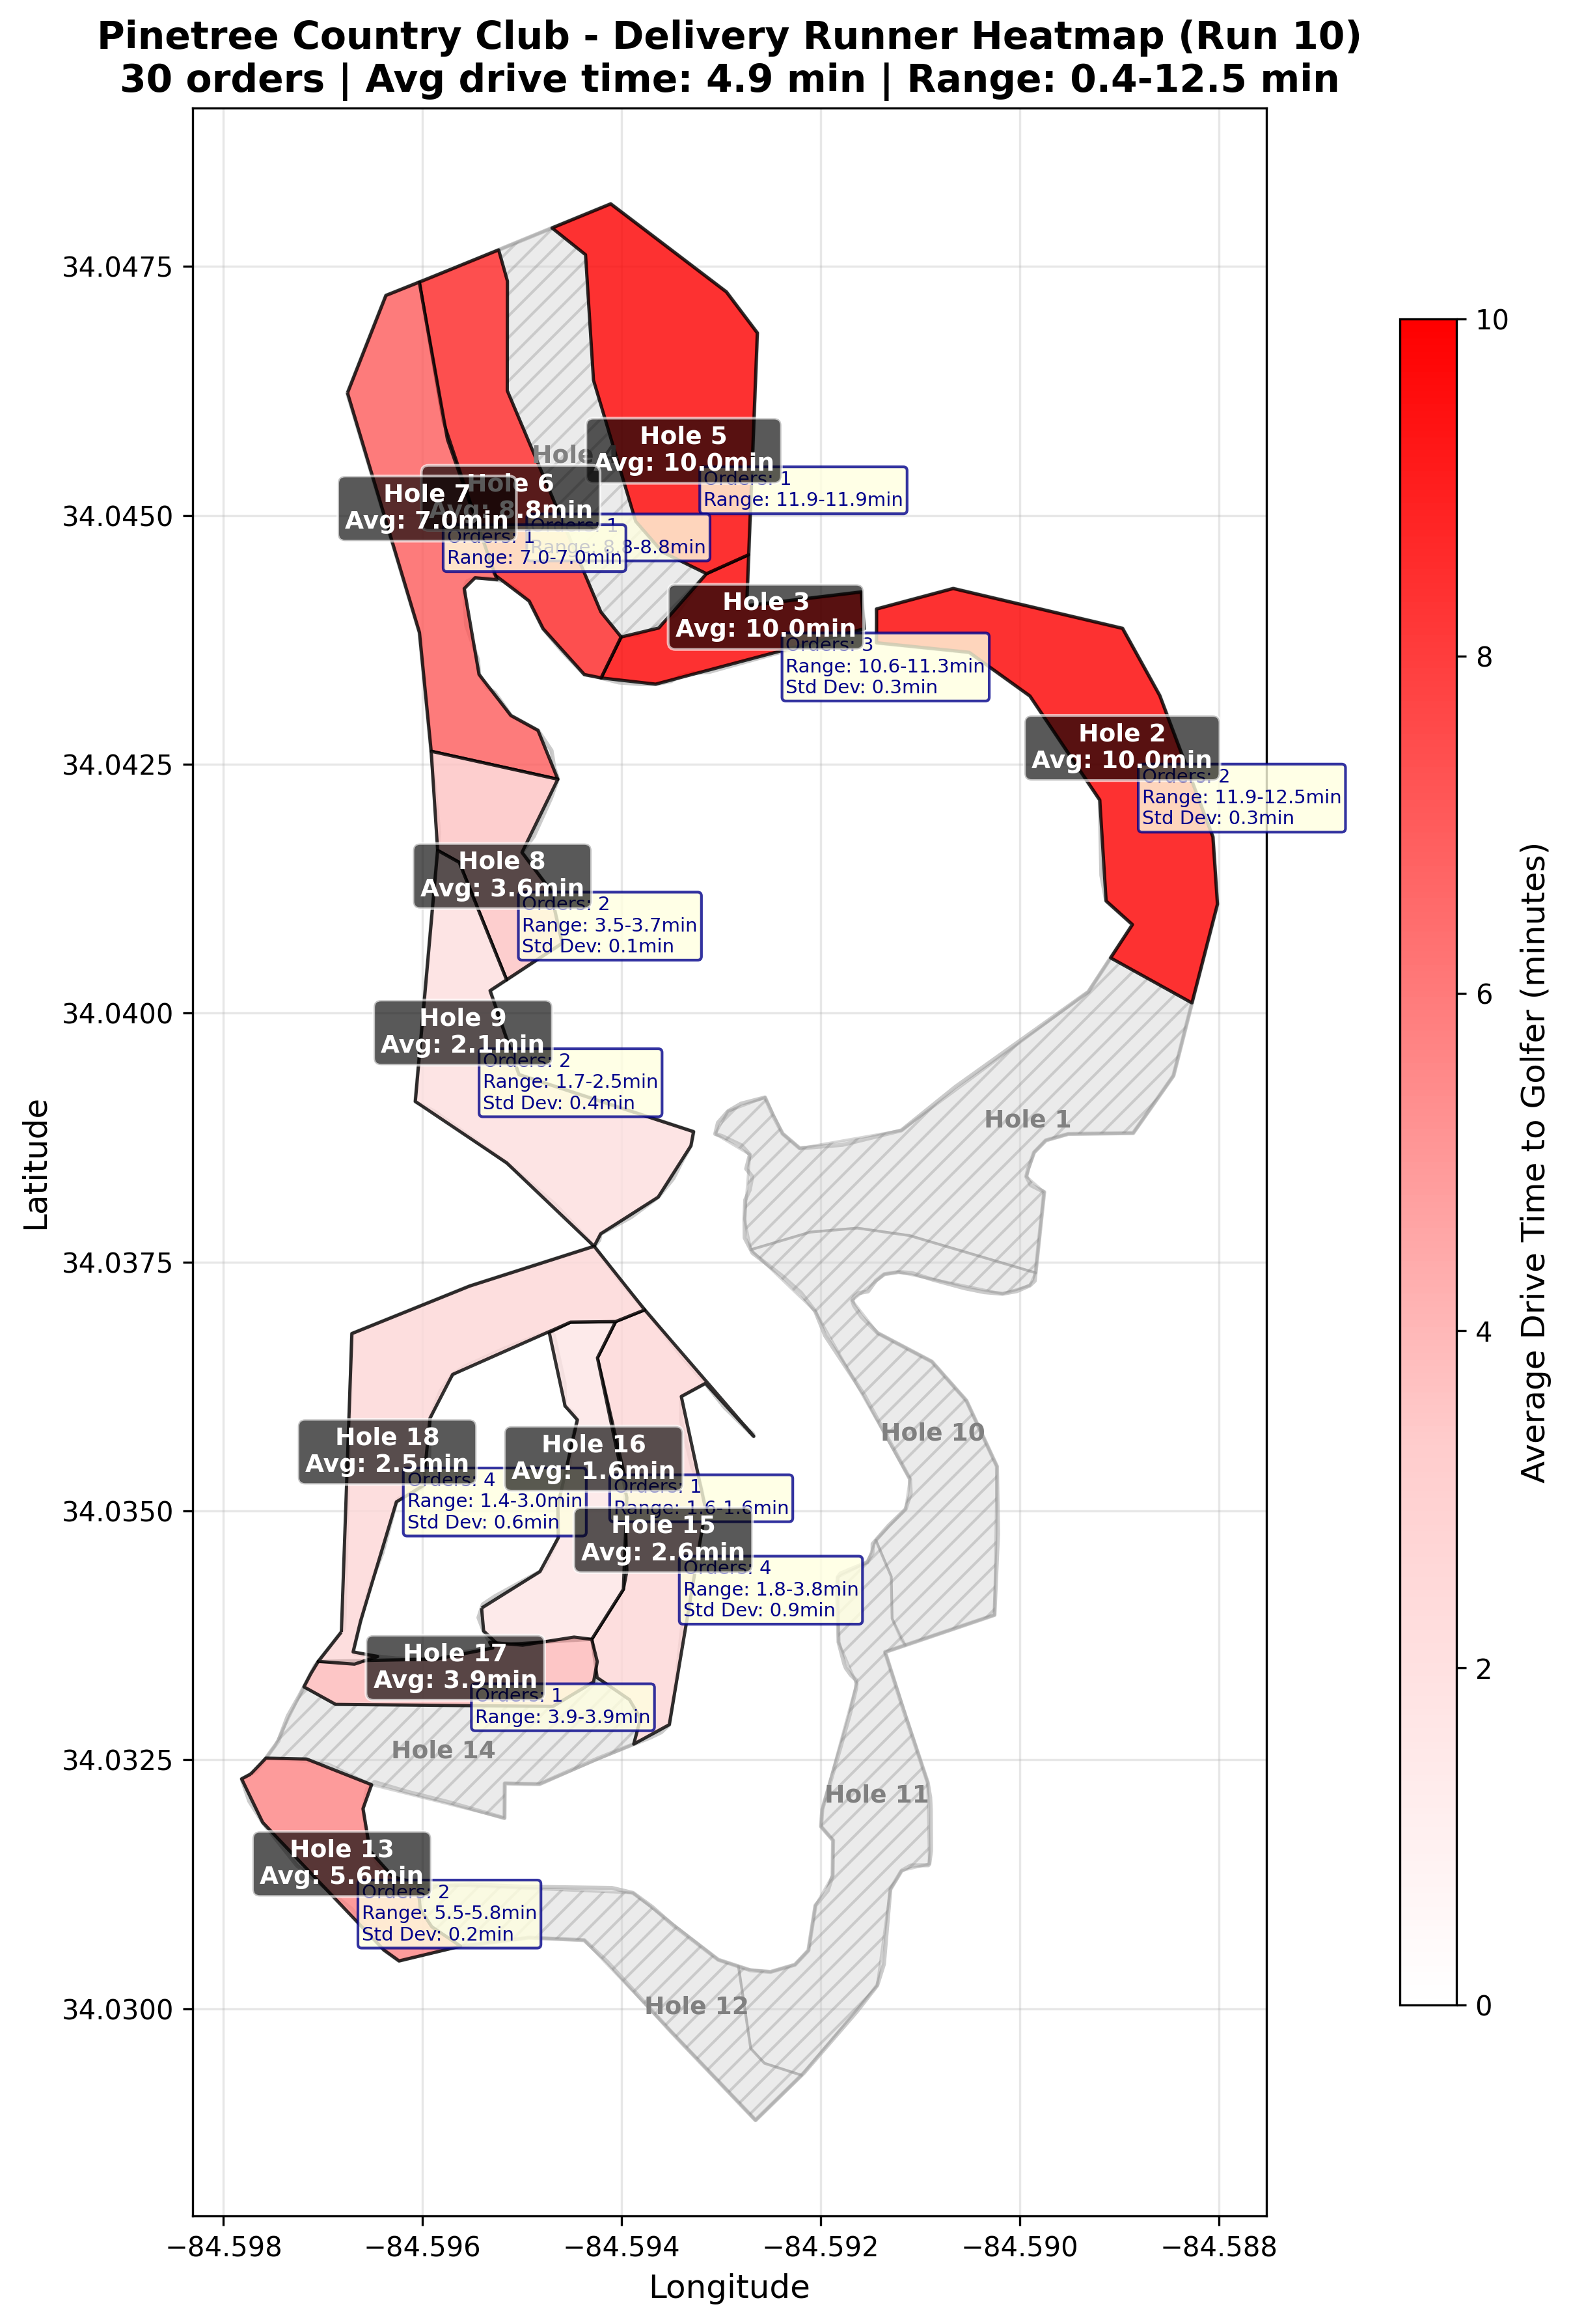 Pinetree Country Club - Delivery Runner Heatmap (Run 10)
30 orders | Avg drive time: 4.9 min | Range: 0.4-12.5 min
34.0475
34.0450
34.0425
34.0400
34.0375
34.0350
34.0325
34.0300
Latitude
Hole 5
Avg: 10.0min
Orders: 1
Range: 11.9-11.9min
Hole
Hole 6
Avg: 8.8min
Orders: 1
Range: 8.8-8.8min
Hole 7
Avg: 7.0min
Orders: 1
Range: 7.0-7.0min
Hole 3
Avg: 10.0min
Orders: 3
Range: 10.6-11.3min
Std Dev: 0.3min
Hole 2
Avg: 10.0min
Orders: 2
Range: 11.9-12.5min
Std Dev: 0.3min
Hole 8
Avg: 3.6min
Orders: 2
Range: 3.5-3.7min
Std Dev: 0.1min
Hole 9
Avg: 2.1min
Orders: 2
Range: 1.7-2.5min
Std Dev: 0.4min
Hole 1
Hole 10
Hole 18
Avg: 2.5min
Orders: 4
Range: 1.4-3.0min
Std Dev: 0.6min
Hole 16
Avg: 1.6min
Orders: 1
Range: 1.6-1.6min
Hole 15
Avg: 2.6min
Orders: 4
Range: 1.8-3.8min
Std Dev: 0.9min
Hole 17
Avg: 3.9min
Orders: 1
Range: 3.9-3.9min
Hole 14
Hole 11
Hole 13
Avg: 5.6min
Orders: 2
Range: 5.5-5.8min
Std Dev: 0.2min
Hole 12
−84.598
−84.596
−84.594
−84.592
−84.590
−84.588
Longitude
10
8
6
4
2
0
Average Drive Time to Golfer (minutes)